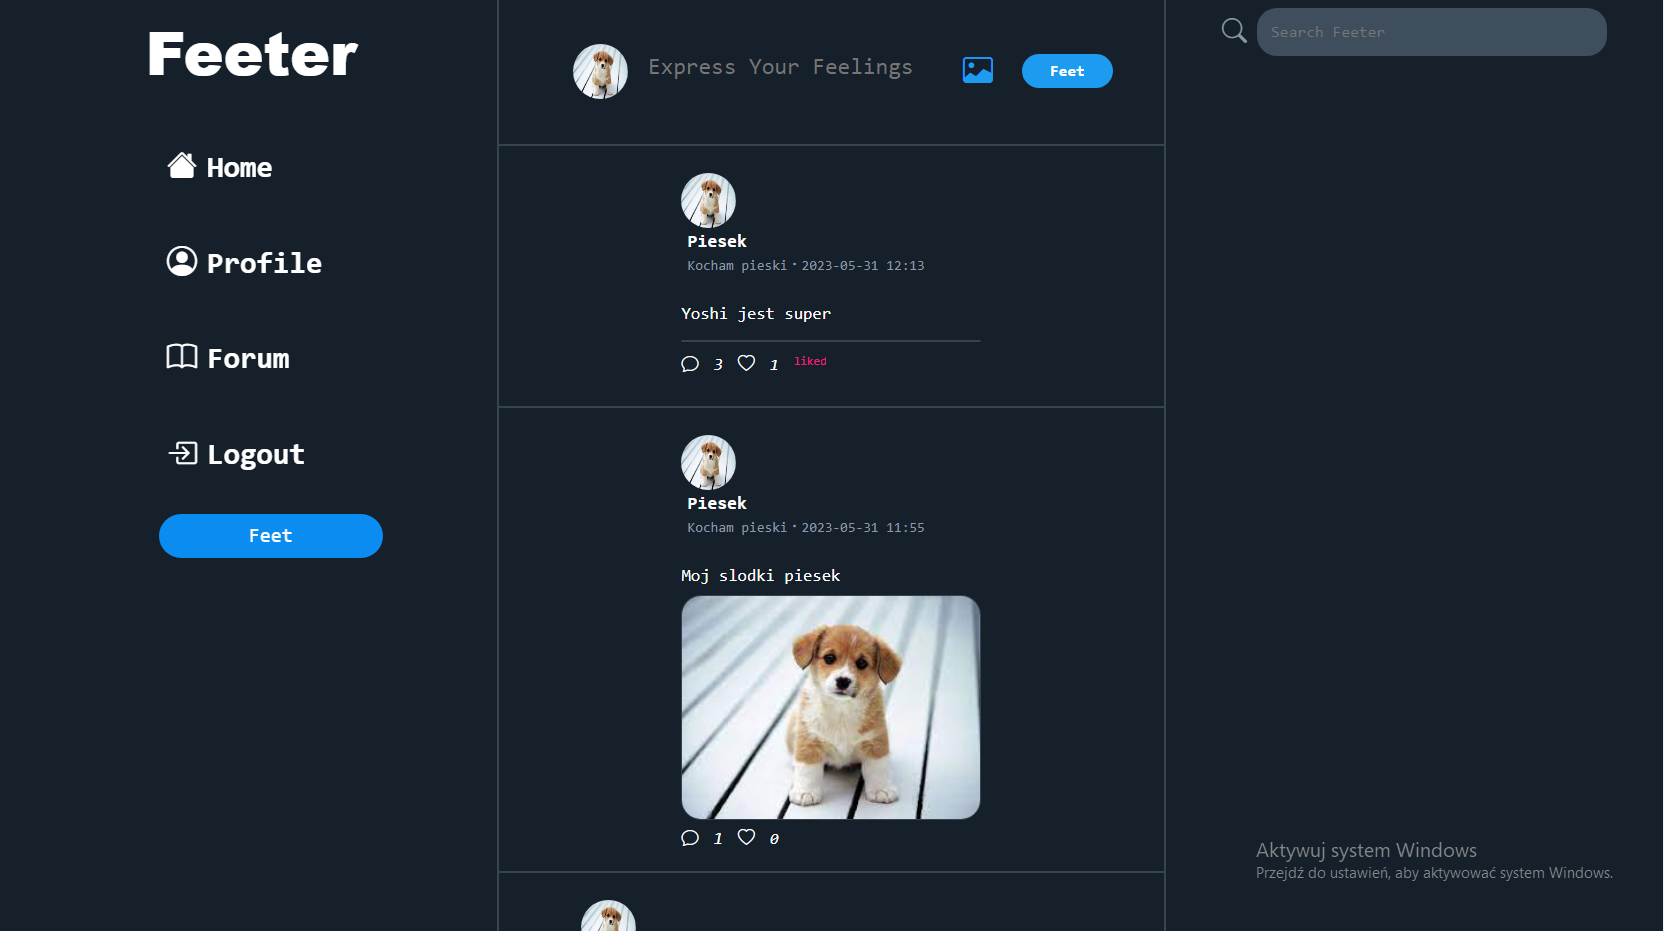 Feeter
Home
Profile
Forum
Logout
Feet
Express Your Feelings
Feet
Piesek
Kocham pieski · 2023-05-31 12:13
Yoshi jest super
3 1 liked
Piesek
Kocham pieski · 2023-05-31 11:55
Moj slodki piesek
1 0
Search Feeter
Aktywuj system Windows
Przejdź do ustawień, aby aktywować system Windows.